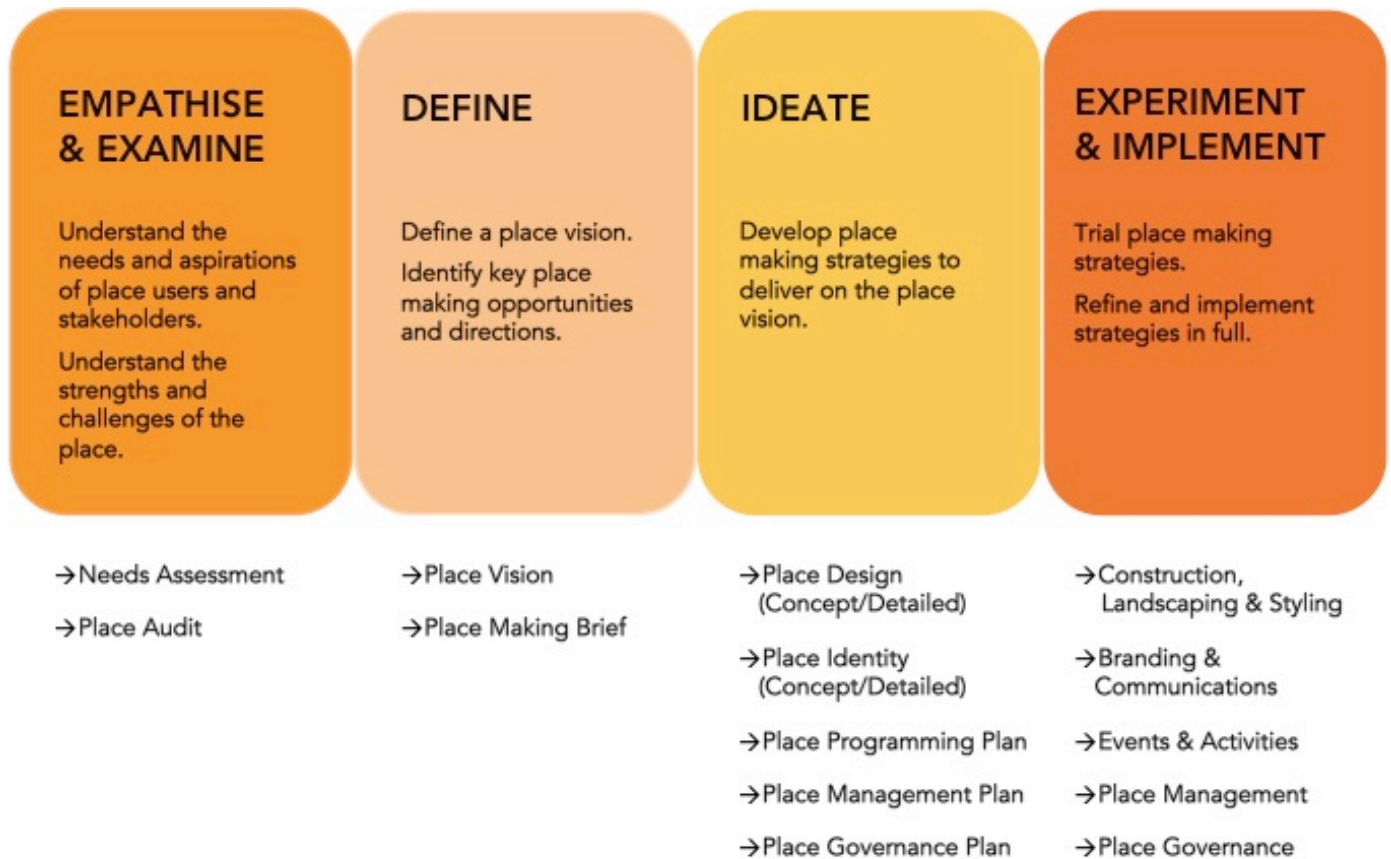 EMPATHISE
& EXAMINE
Understand the
needs and aspirations
of place users and
stakeholders.
Understand the
strengths and
challenges of the
place.
→Needs Assessment
→Place Audit
DEFINE
Define a place vision.
Identify key place
making opportunities
and directions.
→Place Vision
→Place Making Brief
IDEATE
Develop place
making strategies to
deliver on the place
vision.
→Place Design
(Concept/Detailed)
→Place Identity
(Concept/Detailed)
→Place Programming Plan
→Place Management Plan
→Place Governance Plan
EXPERIMENT
& IMPLEMENT
Trial place making
strategies.
Refine and implement
strategies in full.
→Construction,
Landscaping & Styling
→Branding &
Communications
→Events & Activities
→Place Management
→Place Governance